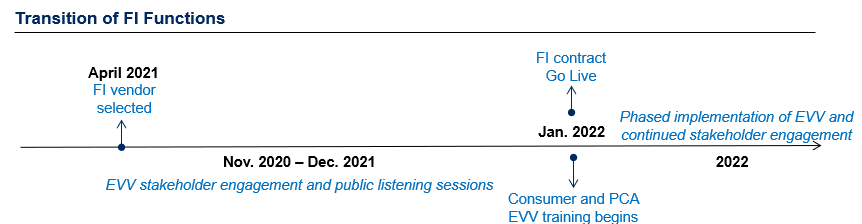 Transition of FI Functions
April 2021
FI vendor
selected
FI contract
Go Live
Jan. 2022
Phased implementation of EVV and
continued stakeholder engagement
Nov. 2020 – Dec. 2021
2022
EVV stakeholder engagement and public listening sessions
Consumer and PCA
EVV training begins